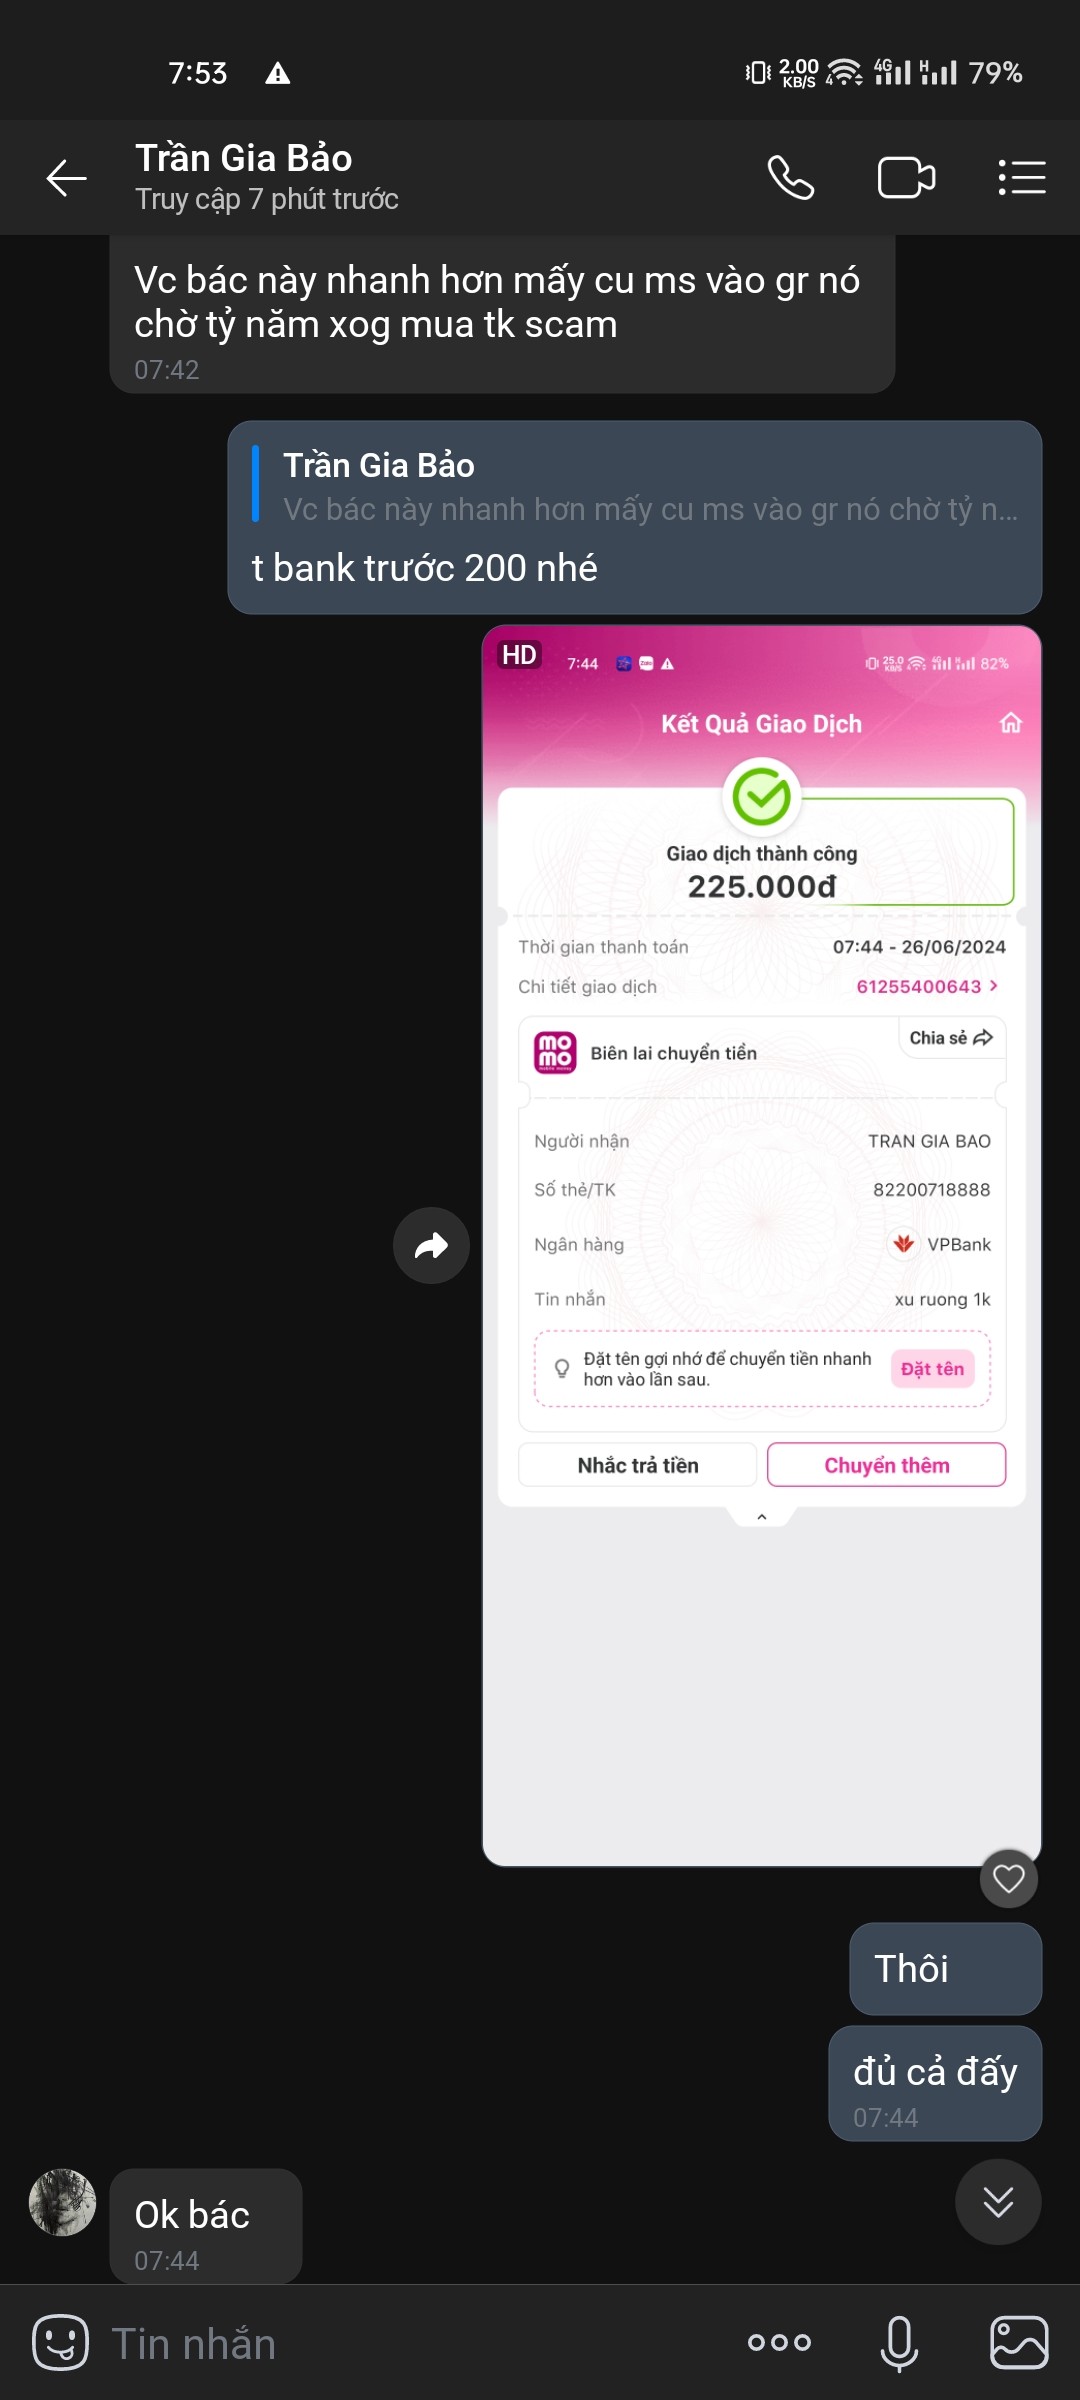 7:53
2.00
KB/S
4G
H
79%
Trần Gia Bảo
Truy cập 7 phút trước
Vc bác này nhanh hơn mấy cu ms vào gr nó
chờ tỷ năm xog mua tk scam
07:42
Trần Gia Bảo
Vc bác này nhanh hơn mấy cu ms vào gr nó chờ tỷ n...
t bank trước 200 nhé
HD
7:44
Zalo
25.0
KB/S
4G
H
82%
Kết Quả Giao Dịch
Giao dịch thành công
225.000đ
Thời gian thanh toán
07:44 - 26/06/2024
Chi tiết giao dịch
61255400643 >
Chia sẻ
mo
mo
Biên lai chuyển tiền
Người nhận
TRAN GIA BAO
Số thẻ/TK
82200718888
Ngân hàng
VPBank
Tin nhắn
xu ruong 1k
Đặt tên gợi nhớ để chuyển tiền nhanh
hơn vào lần sau.
Đặt tên
Nhắc trả tiền
Chuyển thêm
Thôi
đủ cả đấy
07:44
Ok bác
07:44
Tin nhắn